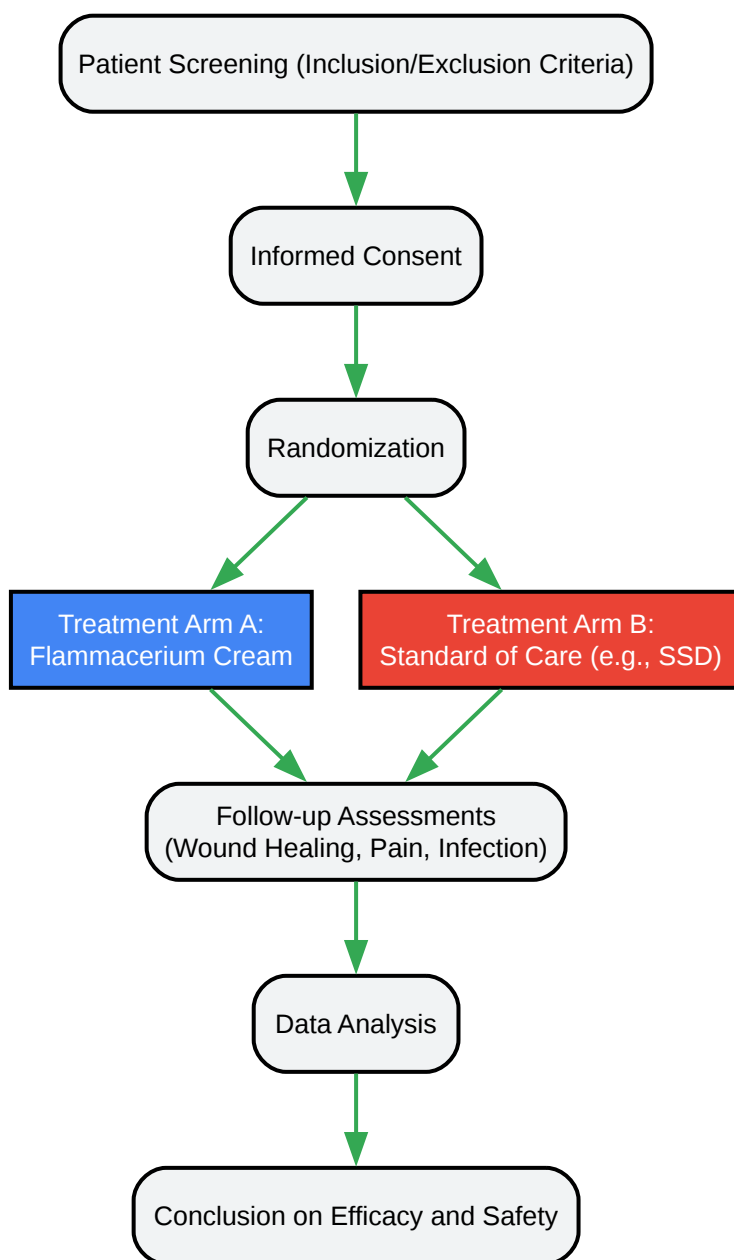 Patient Screening (Inclusion/Exclusion Criteria)
Informed Consent
Randomization
Treatment Arm A:
Flammacerium Cream
Treatment Arm B:
Standard of Care (e.g., SSD)
Follow-up Assessments
(Wound Healing, Pain, Infection)
Data Analysis
Conclusion on Efficacy and Safety